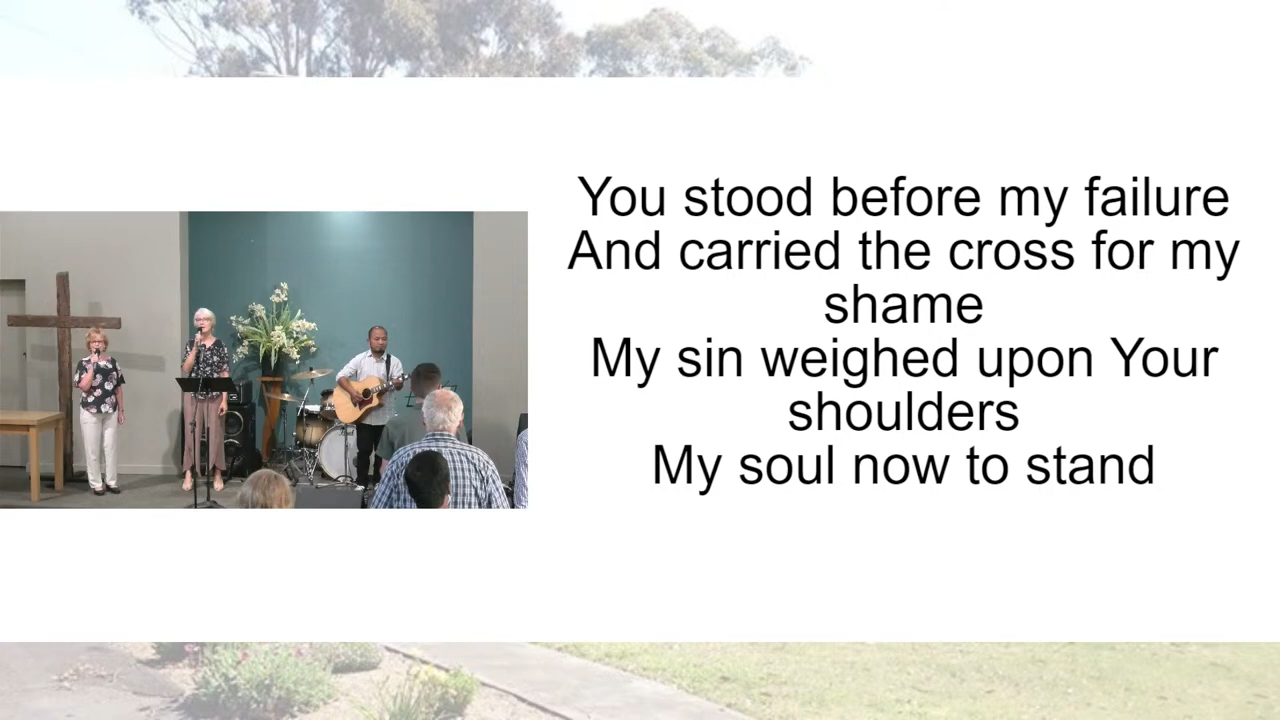 You stood before my failure
And carried the cross for my
shame
My sin weighed upon Your
shoulders
My soul now to stand